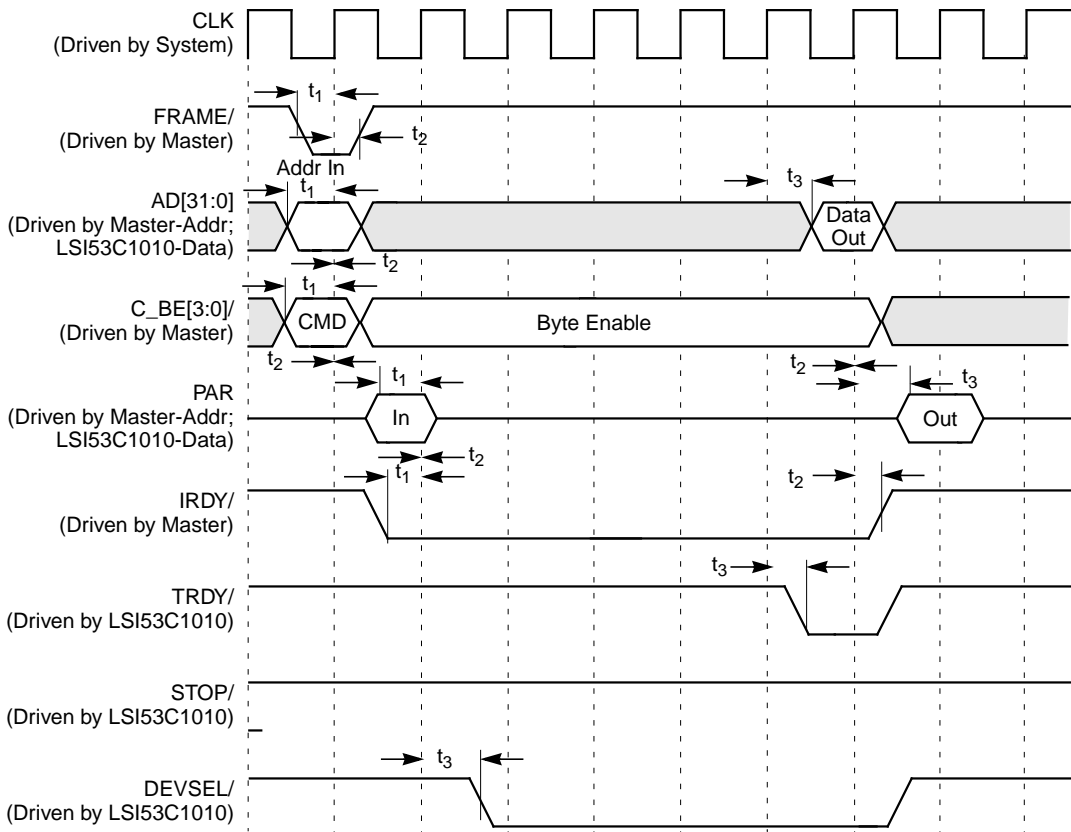 CLK
(Driven by System)
t1
FRAME/
(Driven by Master)
t2
Addr In
t1
t3
AD[31:0]
(Driven by Master-Addr;
LSI53C1010-Data)
Data
Out
t2
t1
C_BE[3:0]/
(Driven by Master)
CMD
Byte Enable
t2
t2
t1
t3
PAR
(Driven by Master-Addr;
LSI53C1010-Data)
In
Out
t2
t1
t2
IRDY/
(Driven by Master)
t3
TRDY/
(Driven by LSI53C1010)
STOP/
(Driven by LSI53C1010)
t3
DEVSEL/
(Driven by LSI53C1010)